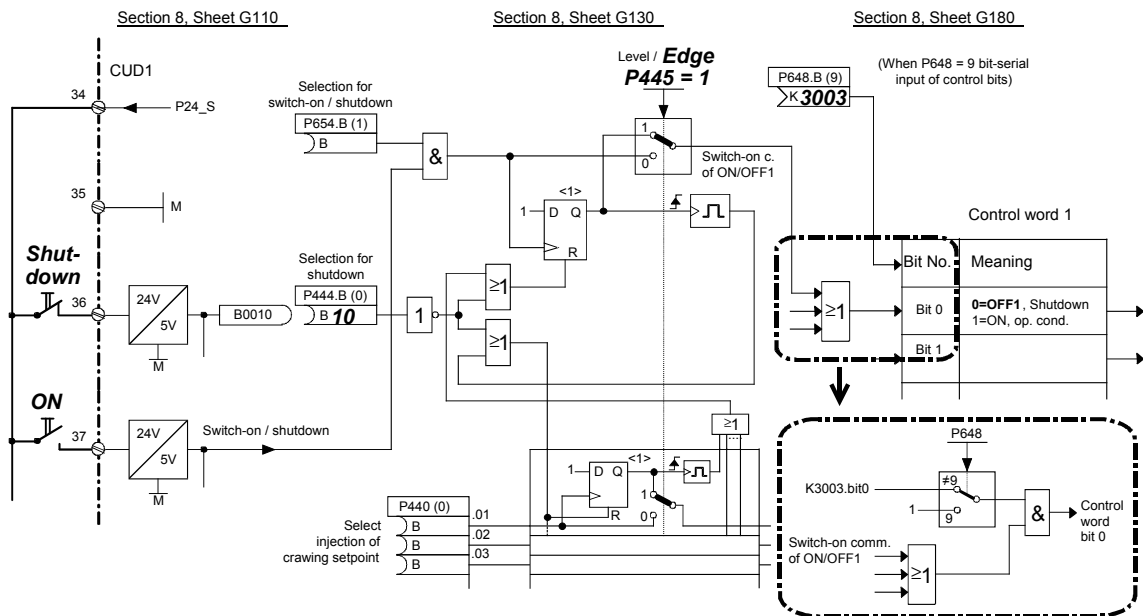 Section 8, Sheet G110
Section 8, Sheet G130
Section 8, Sheet G180
CUD1
34
P24_S
35
M
Shut-
down
36
24V
5V
M
B0010
ON
37
24V
5V
M
Switch-on / shutdown
Selection for
switch-on / shutdown
P654.B (1)
B
&
Selection for
shutdown
P444.B (0)
B 10
1
≥1
≥1
Level / Edge
P445 = 1
1
0
Switch-on c.
of ON/OFF1
<1>
1
D Q
R
≥1
<1>
1
D Q
R
1
0
P440 (0)
.01
B
.02
B
.03
B
Select
injection of
crawing setpoint
P648.B (9)
K 3003
(When P648 = 9 bit-serial
input of control bits)
Control word 1
Bit No. Meaning
≥1
Bit 0
0=OFF1, Shutdown
1=ON, op. cond.
Bit 1
P648
K3003.bit0
≠9
1
9
&
Control
word
bit 0
Switch-on comm.
of ON/OFF1
≥1